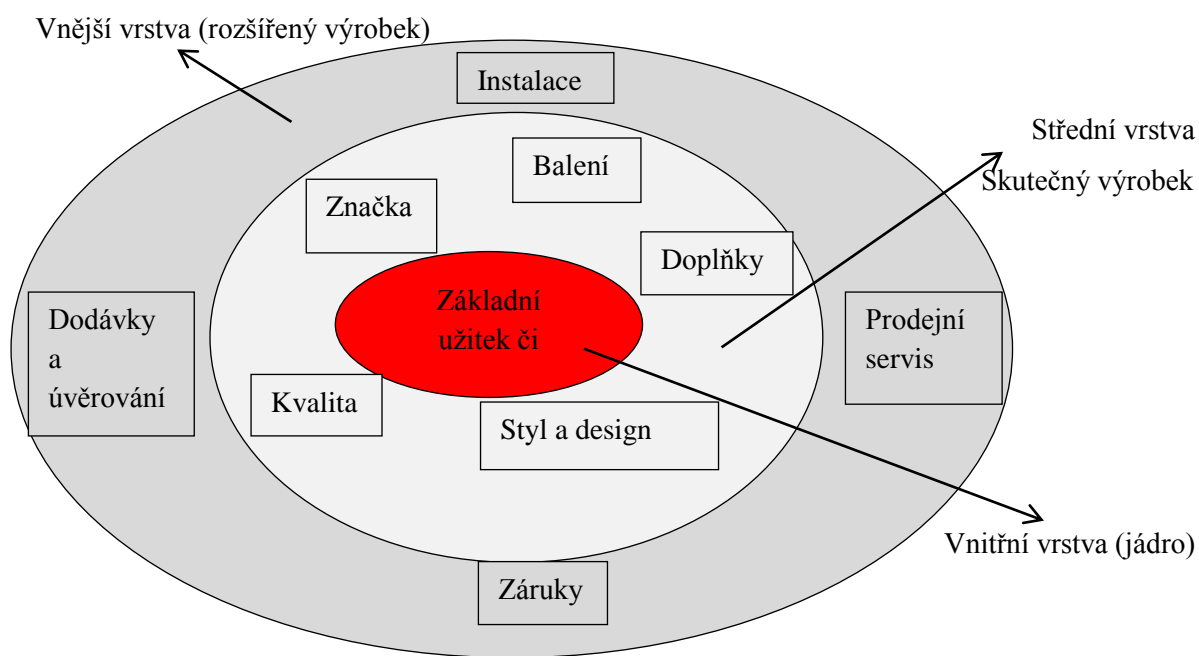 Vnější vrstva (rozšířený výrobek)
Instalace
Střední vrstva
Skutečný výrobek
Balení
Značka
Doplňky
Základní
užitek či
Dodávky
a
úvěrování
Prodejní
servis
Kvalita
Styl a design
Vnitřní vrstva (jádro)
Záruky